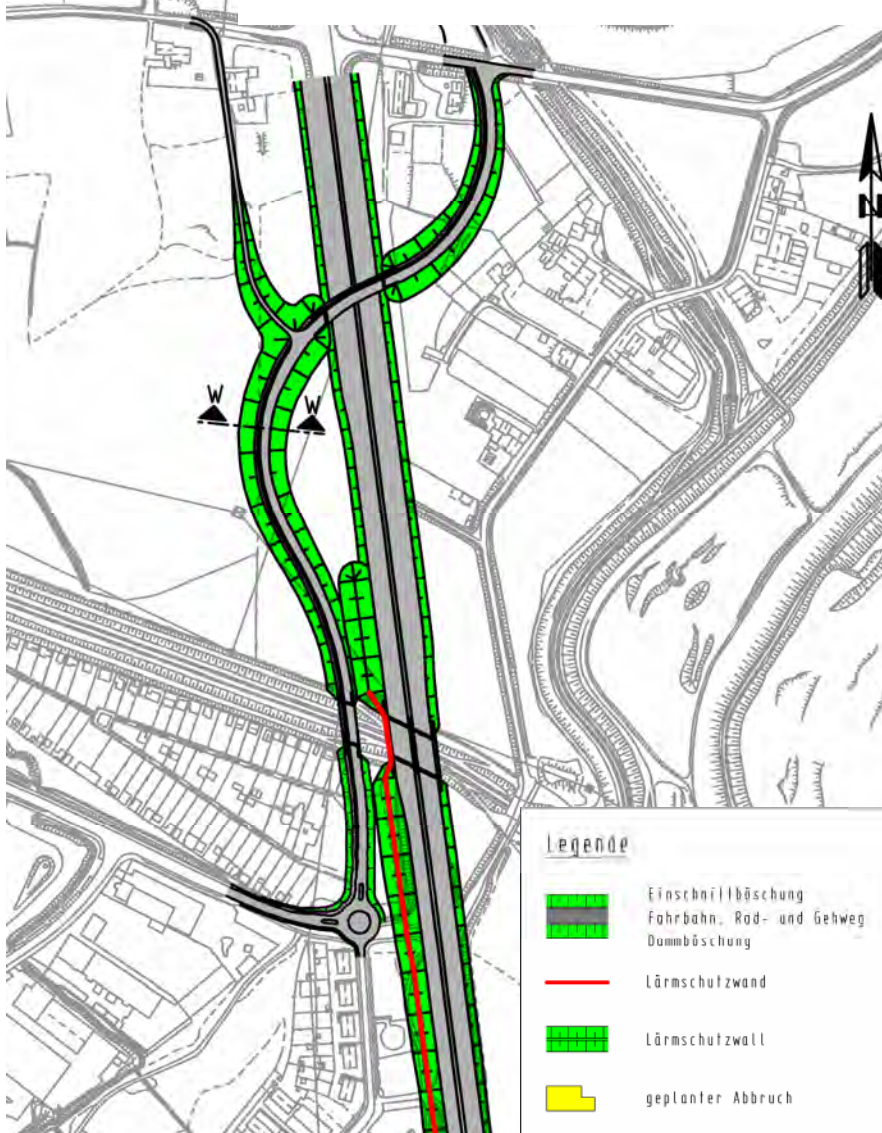 N
W
W
Legende
Einschnittböschung
Fahrbahn, Rad- und Gehweg
Dammböschung
Lärmschutzwand
Lärmschutzwall
geplanter Abbruch